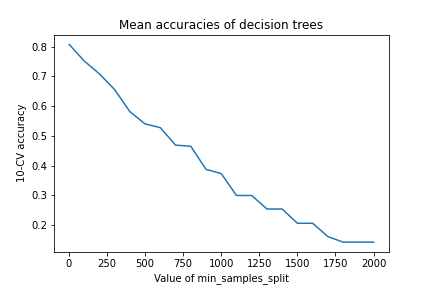 Mean accuracies of decision trees
0.8
0.7
0.6
0.5
0.4
0.3
0.2
10-CV accuracy
0 250 500 750 1000 1250 1500 1750 2000
Value of min_samples_split